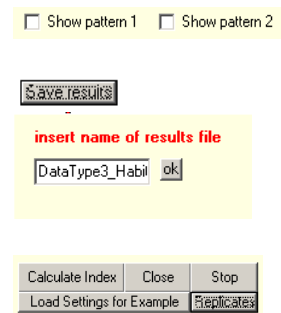 Show pattern 1 Show pattern 2
Save results
insert name of results file
DataType3_Habil ok
Calculate Index Close Stop
Load Settings for Example Replicates